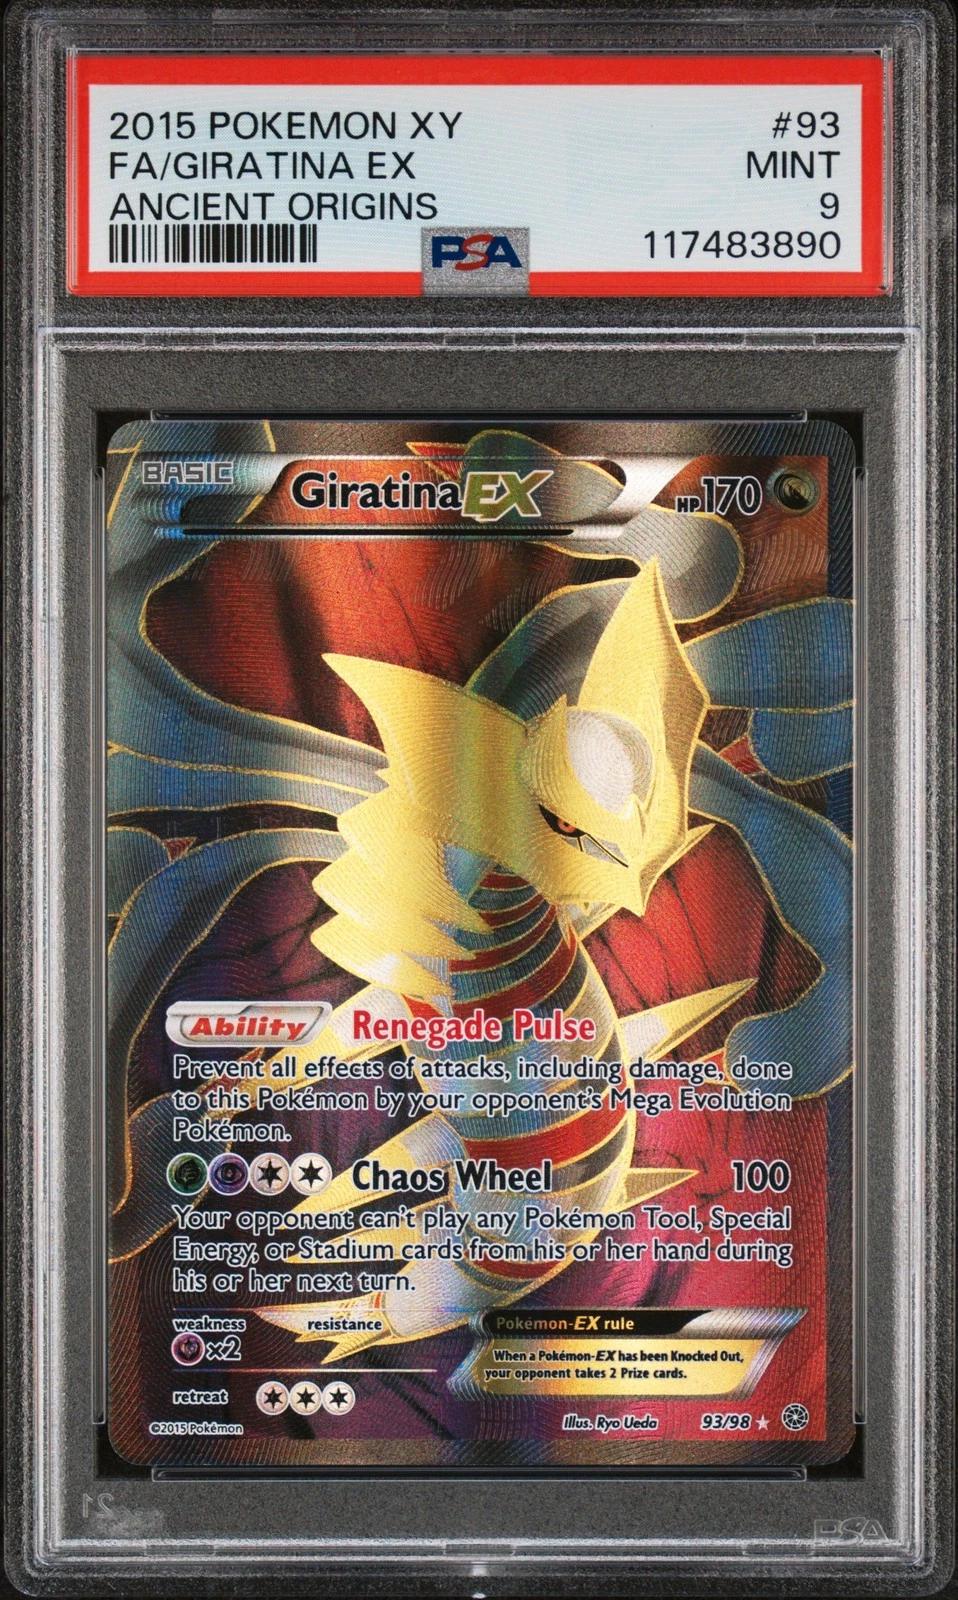 2015 POKEMON XY #93
FA/GIRATINA EX MINT
ANCIENT ORIGINS 9
PSA 117483890
BASIC GiratinaEX HP170
Ability Renegade Pulse
Prevent all effects of attacks, including damage, done
to this Pokémon by your opponent's Mega Evolution
Pokémon.
Chaos Wheel 100
Your opponent can't play any Pokémon Tool, Special
Energy, or Stadium cards from his or her hand during
his or her next turn.
weakness resistance
×2
retreat
Pokémon-EX rule
When a Pokémon-EX has been Knocked Out,
your opponent takes 2 Prize cards.
©2015 Pokémon Illus. Ryo Ueda 93/98
PSA